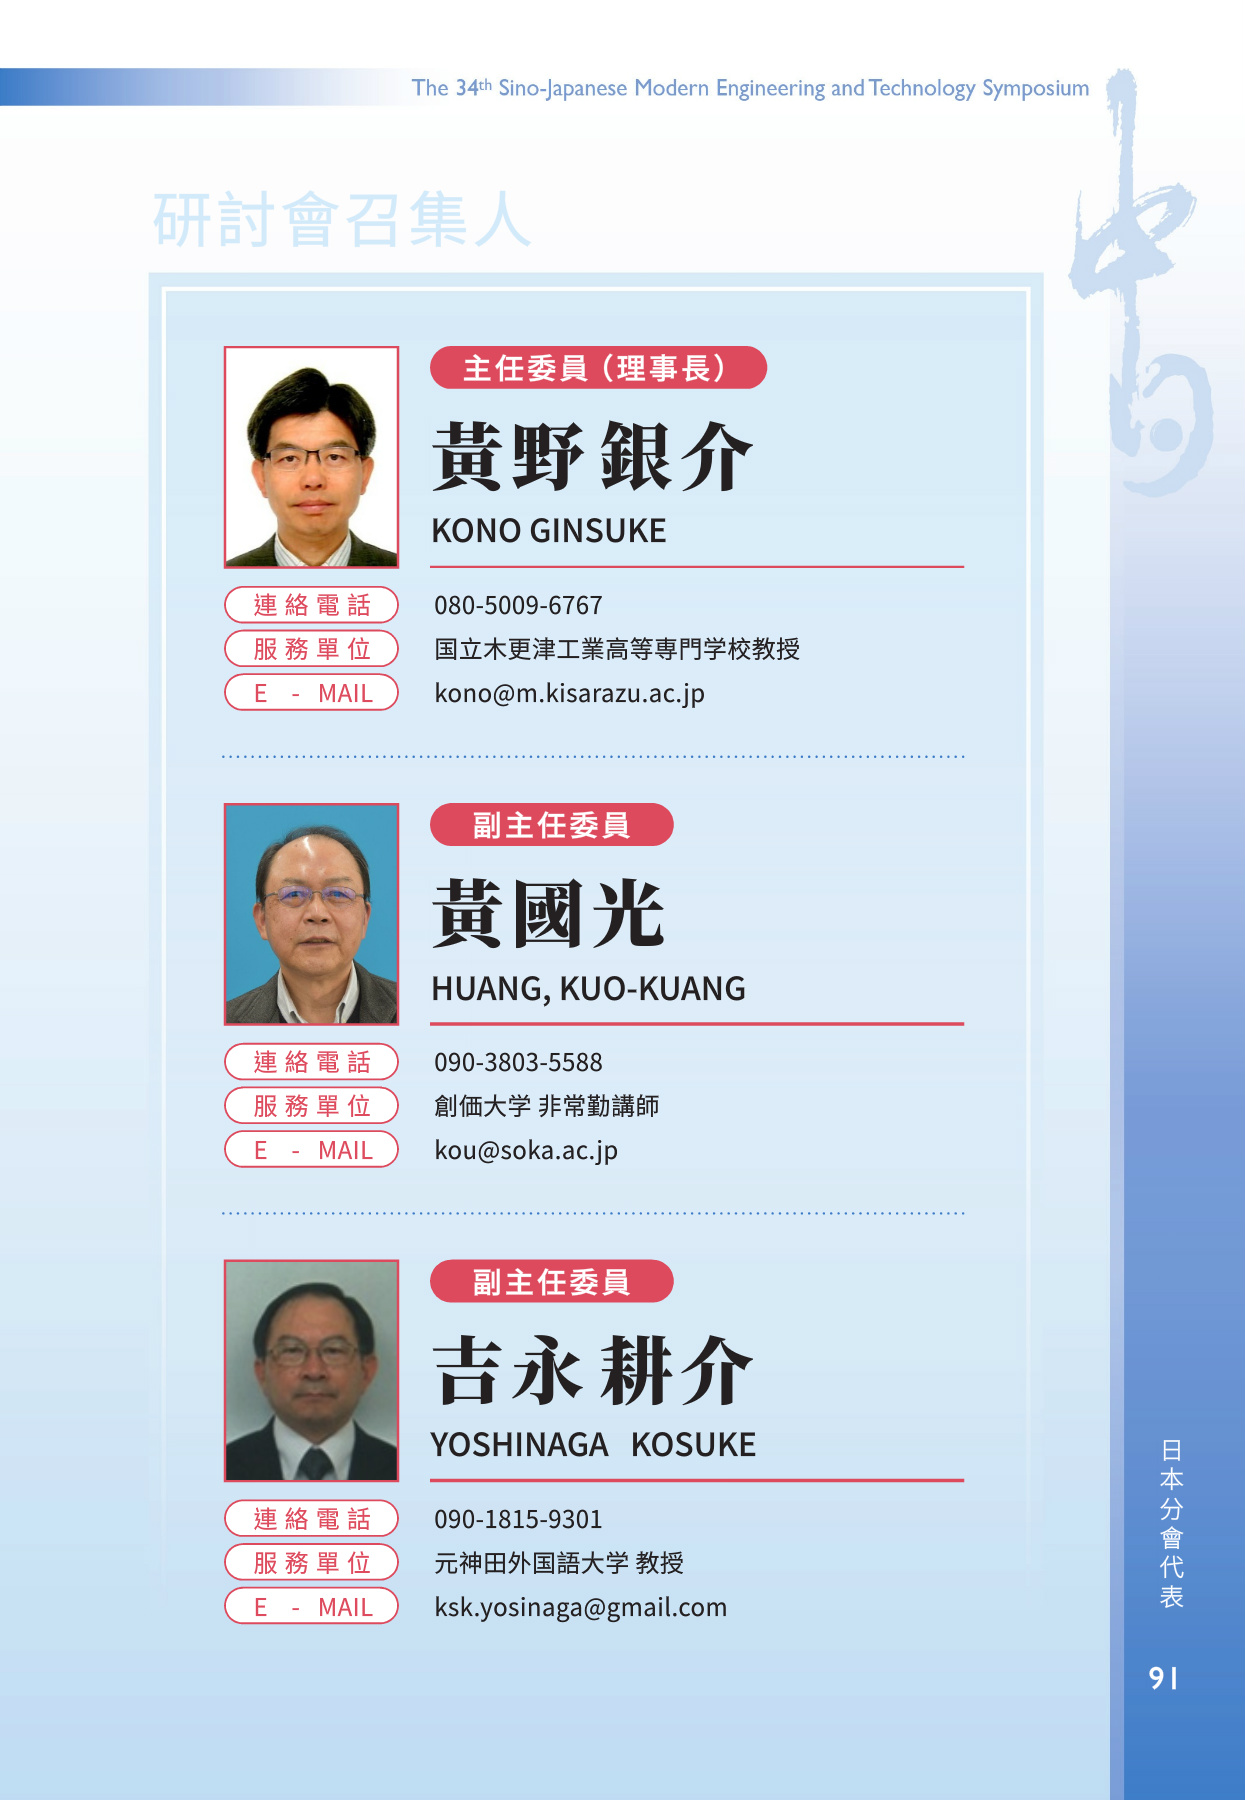 The 34th Sino-Japanese Modern Engineering and Technology Symposium
研討會召集人
主任委員（理事長）
黃野 銀介
KONO GINSUKE
連絡電話 080-5009-6767
服務單位 国立木更津工業高等専門学校教授
E - MAIL kono@m.kisarazu.ac.jp
副主任委員
黃國光
HUANG, KUO-KUANG
連絡電話 090-3803-5588
服務單位 創価大学 非常勤講師
E - MAIL kou@soka.ac.jp
副主任委員
吉永 耕介
YOSHINAGA KOSUKE
連絡電話 090-1815-9301
服務單位 元神田外国語大学 教授
E - MAIL ksk.yosinaga@gmail.com
日本分會代表
91